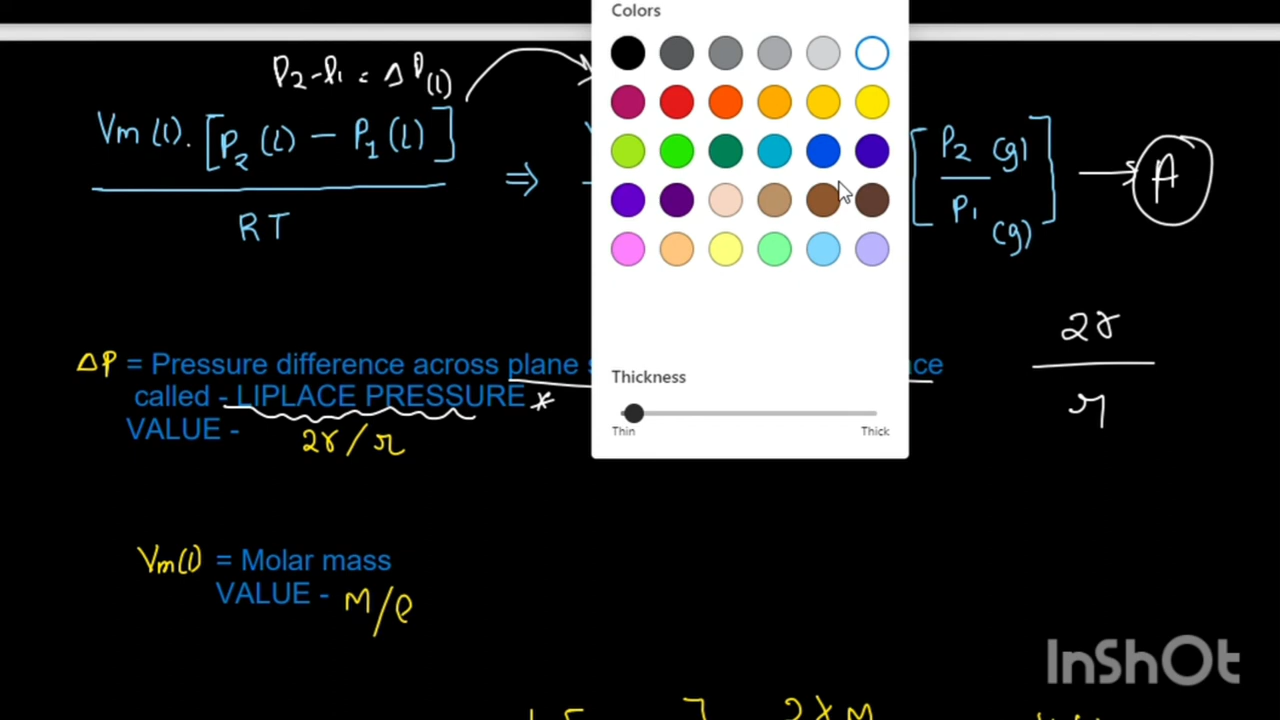 Colors
P2 - P1 = ΔP(l)
Vm(l). [P2(l) - P1(l)]
RT
⇒
[P2 (g) / P1 (g)] → A
ΔP = Pressure difference across plane
called - LIPLACE PRESSURE *
VALUE - 2γ/r
2γ
r
Thickness
Thin Thick
Vm(l) = Molar mass
VALUE - M/ρ
InShOt